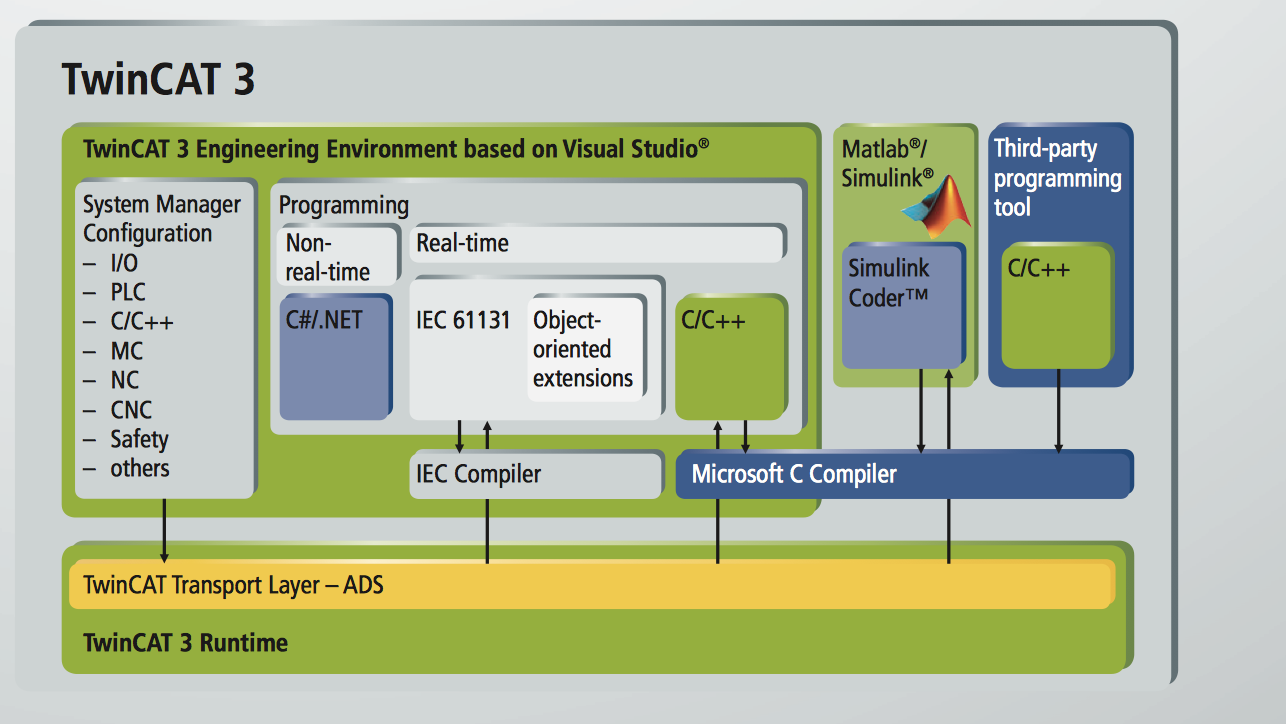 TwinCAT 3
TwinCAT 3 Engineering Environment based on Visual Studio®
System Manager
Configuration
– I/O
– PLC
– C/C++
– MC
– NC
– CNC
– Safety
– others
Programming
Non-
real-time
Real-time
C#/.NET
IEC 61131
Object-
oriented
extensions
C/C++
IEC Compiler
Matlab®/
Simulink®
Simulink
Coder™
Third-party
programming
tool
C/C++
Microsoft C Compiler
TwinCAT Transport Layer – ADS
TwinCAT 3 Runtime